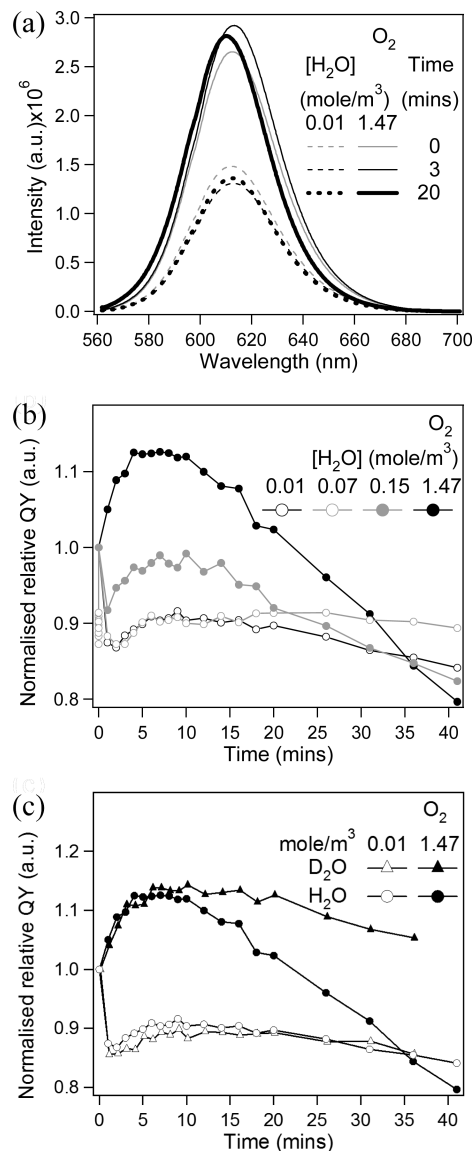 (a)
O2
[H2O] Time
(mole/m3) (mins)
0.01 1.47
0
3
20
3.0
2.5
2.0
1.5
1.0
0.5
0.0
Intensity (a.u.)x10^6
560 580 600 620 640 660 680 700
Wavelength (nm)
(b)
O2
[H2O] (mole/m3)
0.01 0.07 0.15 1.47
1.1
1.0
0.9
0.8
Normalised relative QY (a.u.)
0 5 10 15 20 25 30 35 40
Time (mins)
(c)
O2
mole/m3 0.01 1.47
D2O
H2O
1.2
1.1
1.0
0.9
0.8
Normalised relative QY (a.u.)
0 5 10 15 20 25 30 35 40
Time (mins)